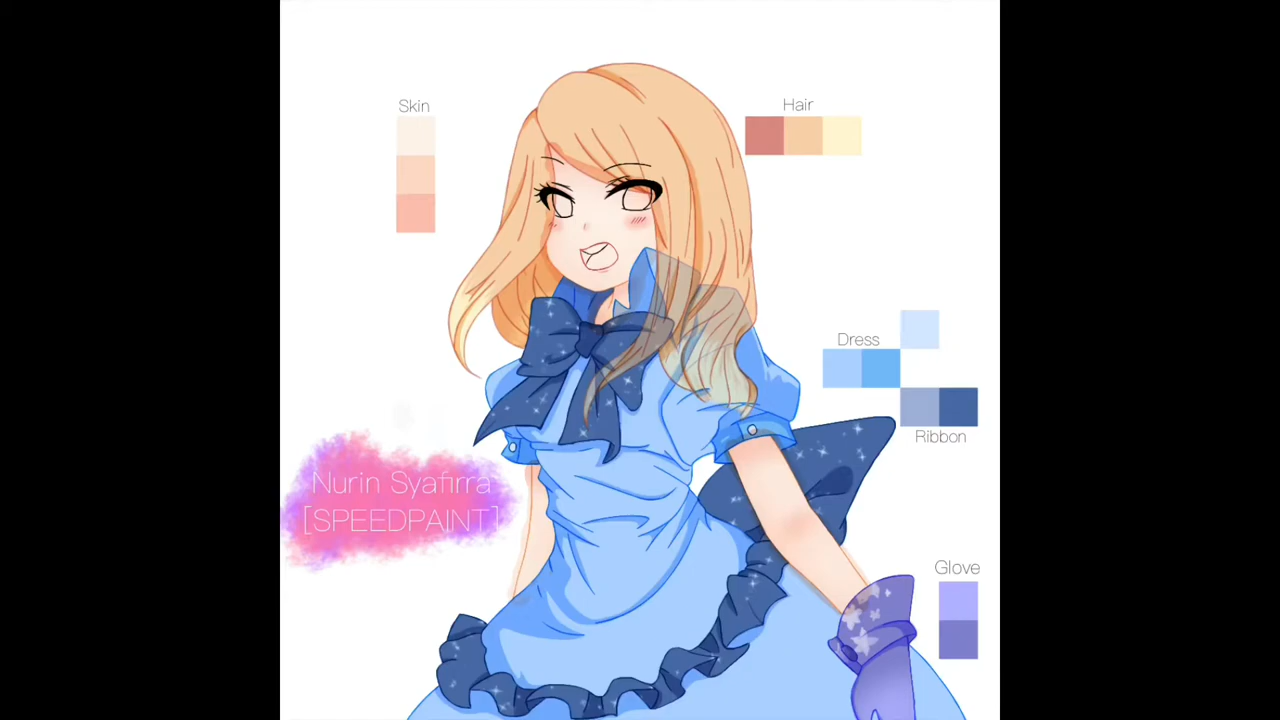 Skin
Hair
Dress
Ribbon
Nurin Syafirra
[SPEEDPAINT]
Glove